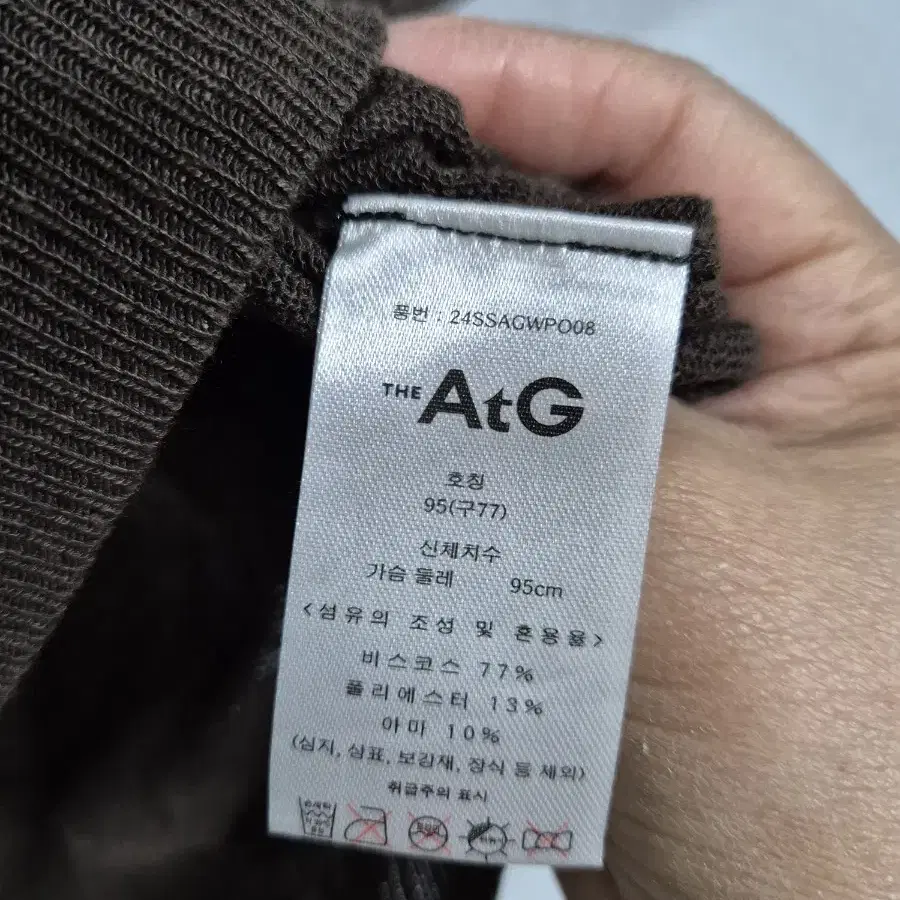 품번 : 24SSAGWPO08
THE AtG
호칭
95(구77)
신체치수
가슴 둘레 95cm
<섬유의 조성 및 혼용율>
비스코스 77%
폴리에스터 13%
아마 10%
(심지, 상표, 보강재, 장식 등 제외)
취급주의 표시